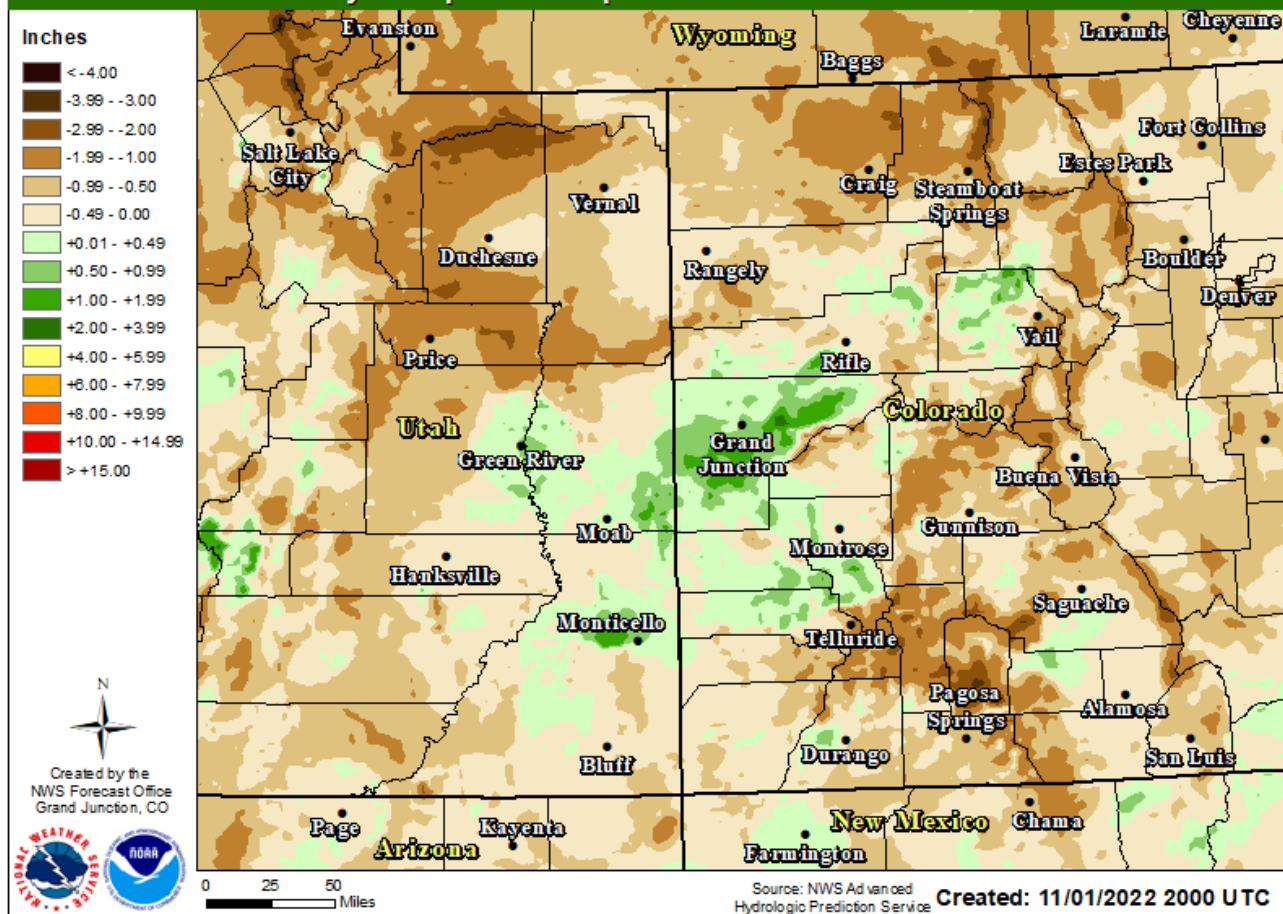 Inches
< -4.00
-3.99 - -3.00
-2.99 - -2.00
-1.99 - -1.00
-0.99 - -0.50
-0.49 - 0.00
+0.01 - +0.49
+0.50 - +0.99
+1.00 - +1.99
+2.00 - +3.99
+4.00 - +5.99
+6.00 - +7.99
+8.00 - +9.99
+10.00 - +14.99
> +15.00
Evanston
Wyoming
Baggs
Laramie
Cheyenne
Salt Lake
City
Vernal
Craig
Steamboat
Springs
Estes Park
Fort Collins
Duchesne
Rangely
Boulder
Denver
Price
Rifle
Vail
Utah
Green River
Grand
Junction
Colorado
Buena Vista
Moab
Montrose
Gunnison
Hanksville
Saguache
Monticello
Telluride
Pagosa
Springs
Alamosa
Bluff
Durango
San Luis
Page
Kayenta
Arizona
Farmington
New Mexico
Chama
N
Created by the
NWS Forecast Office
Grand Junction, CO
NATIONAL WEATHER SERVICE
NOAA
0 25 50
Miles
Source: NWS Advanced
Hydrologic Prediction Service
Created: 11/01/2022 2000 UTC